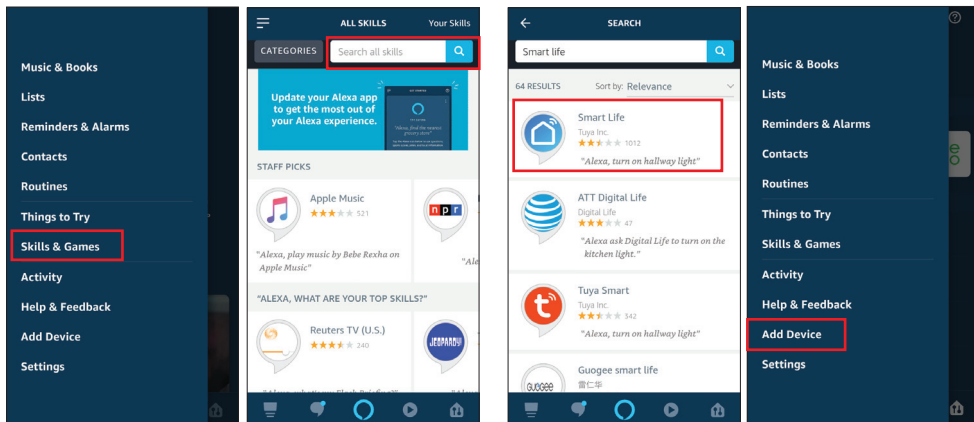 Music & Books
Lists
Reminders & Alarms
Contacts
Routines
Things to Try
Skills & Games
Activity
Help & Feedback
Add Device
Settings
ALL SKILLS
Your Skills
CATEGORIES
Search all skills
Update your Alexa app
to get the most out of
your Alexa experience.
STAFF PICKS
Apple Music
521
"Alexa, play music by Bebe Rexha on
Apple Music"
npr
"Ale
"ALEXA, WHAT ARE YOUR TOP SKILLS?"
Reuters TV (U.S.)
240
JEOPARDY!
SEARCH
Smart life
64 RESULTS
Sort by: Relevance
Smart Life
Tuya Inc.
1012
"Alexa, turn on hallway light"
ATT Digital Life
Digital Life
47
"Alexa ask Digital Life to turn on the
kitchen light."
Tuya Smart
Tuya Inc.
342
"Alexa, turn on hallway light"
Guogee smart life
雷仁华
GUOGEE
Music & Books
Lists
Reminders & Alarms
Contacts
Routines
Things to Try
Skills & Games
Activity
Help & Feedback
Add Device
Settings